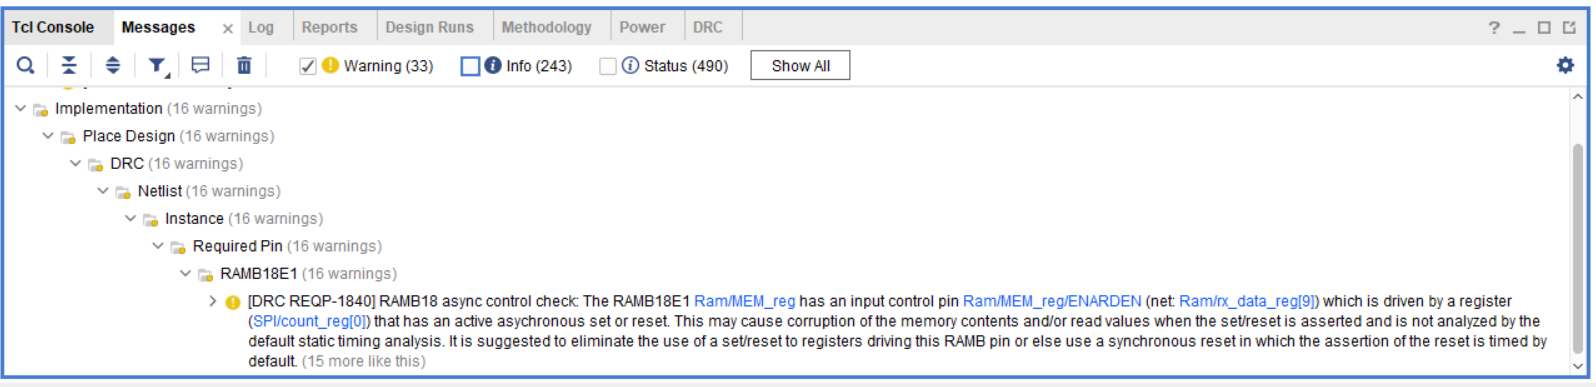 Tcl Console Messages × Log Reports Design Runs Methodology Power DRC ? _
Warning (33) Info (243) Status (490) Show All
Implementation (16 warnings)
Place Design (16 warnings)
DRC (16 warnings)
Netlist (16 warnings)
Instance (16 warnings)
Required Pin (16 warnings)
RAMB18E1 (16 warnings)
[DRC REQP-1840] RAMB18 async control check: The RAMB18E1 Ram/MEM_reg has an input control pin Ram/MEM_reg/ENARDEN (net: Ram/rx_data_reg[9]) which is driven by a register
(SPI/count_reg[0]) that has an active asychronous set or reset. This may cause corruption of the memory contents and/or read values when the set/reset is asserted and is not analyzed by the
default static timing analysis. It is suggested to eliminate the use of a set/reset to registers driving this RAMB pin or else use a synchronous reset in which the assertion of the reset is timed by
default. (15 more like this)